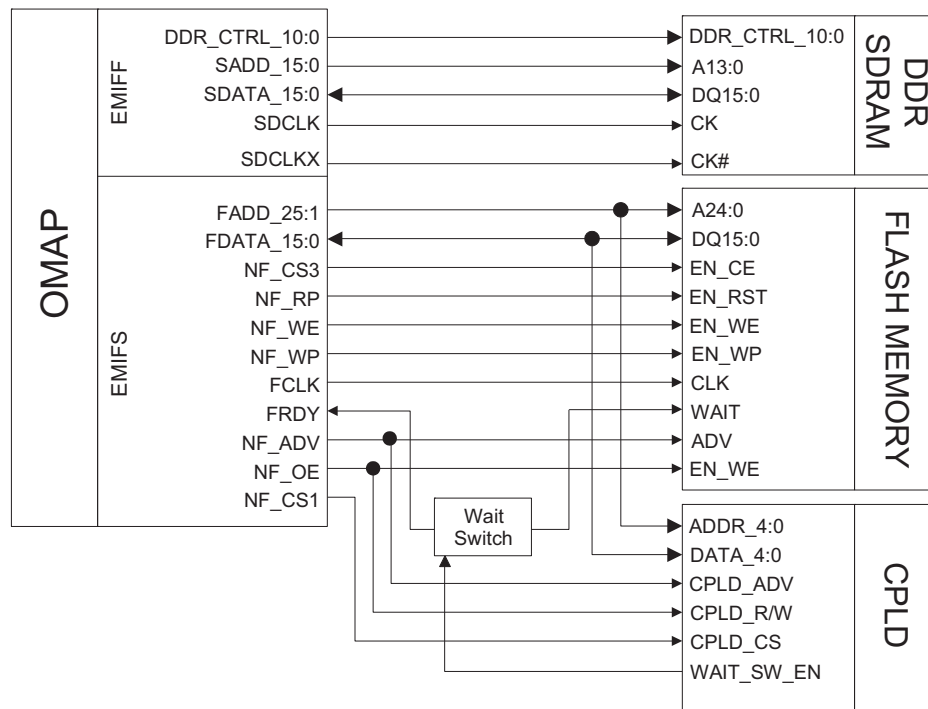 OMAP
EMIFF
DDR_CTRL_10:0
SADD_15:0
SDATA_15:0
SDCLK
SDCLKX
EMIFS
FADD_25:1
FDATA_15:0
NF_CS3
NF_RP
NF_WE
NF_WP
FCLK
FRDY
NF_ADV
NF_OE
NF_CS1
Wait
Switch
DDR_CTRL_10:0
A13:0
DQ15:0
CK
CK#
DDR
SDRAM
A24:0
DQ15:0
EN_CE
EN_RST
EN_WE
EN_WP
CLK
WAIT
ADV
EN_WE
FLASH MEMORY
ADDR_4:0
DATA_4:0
CPLD_ADV
CPLD_R/W
CPLD_CS
WAIT_SW_EN
CPLD